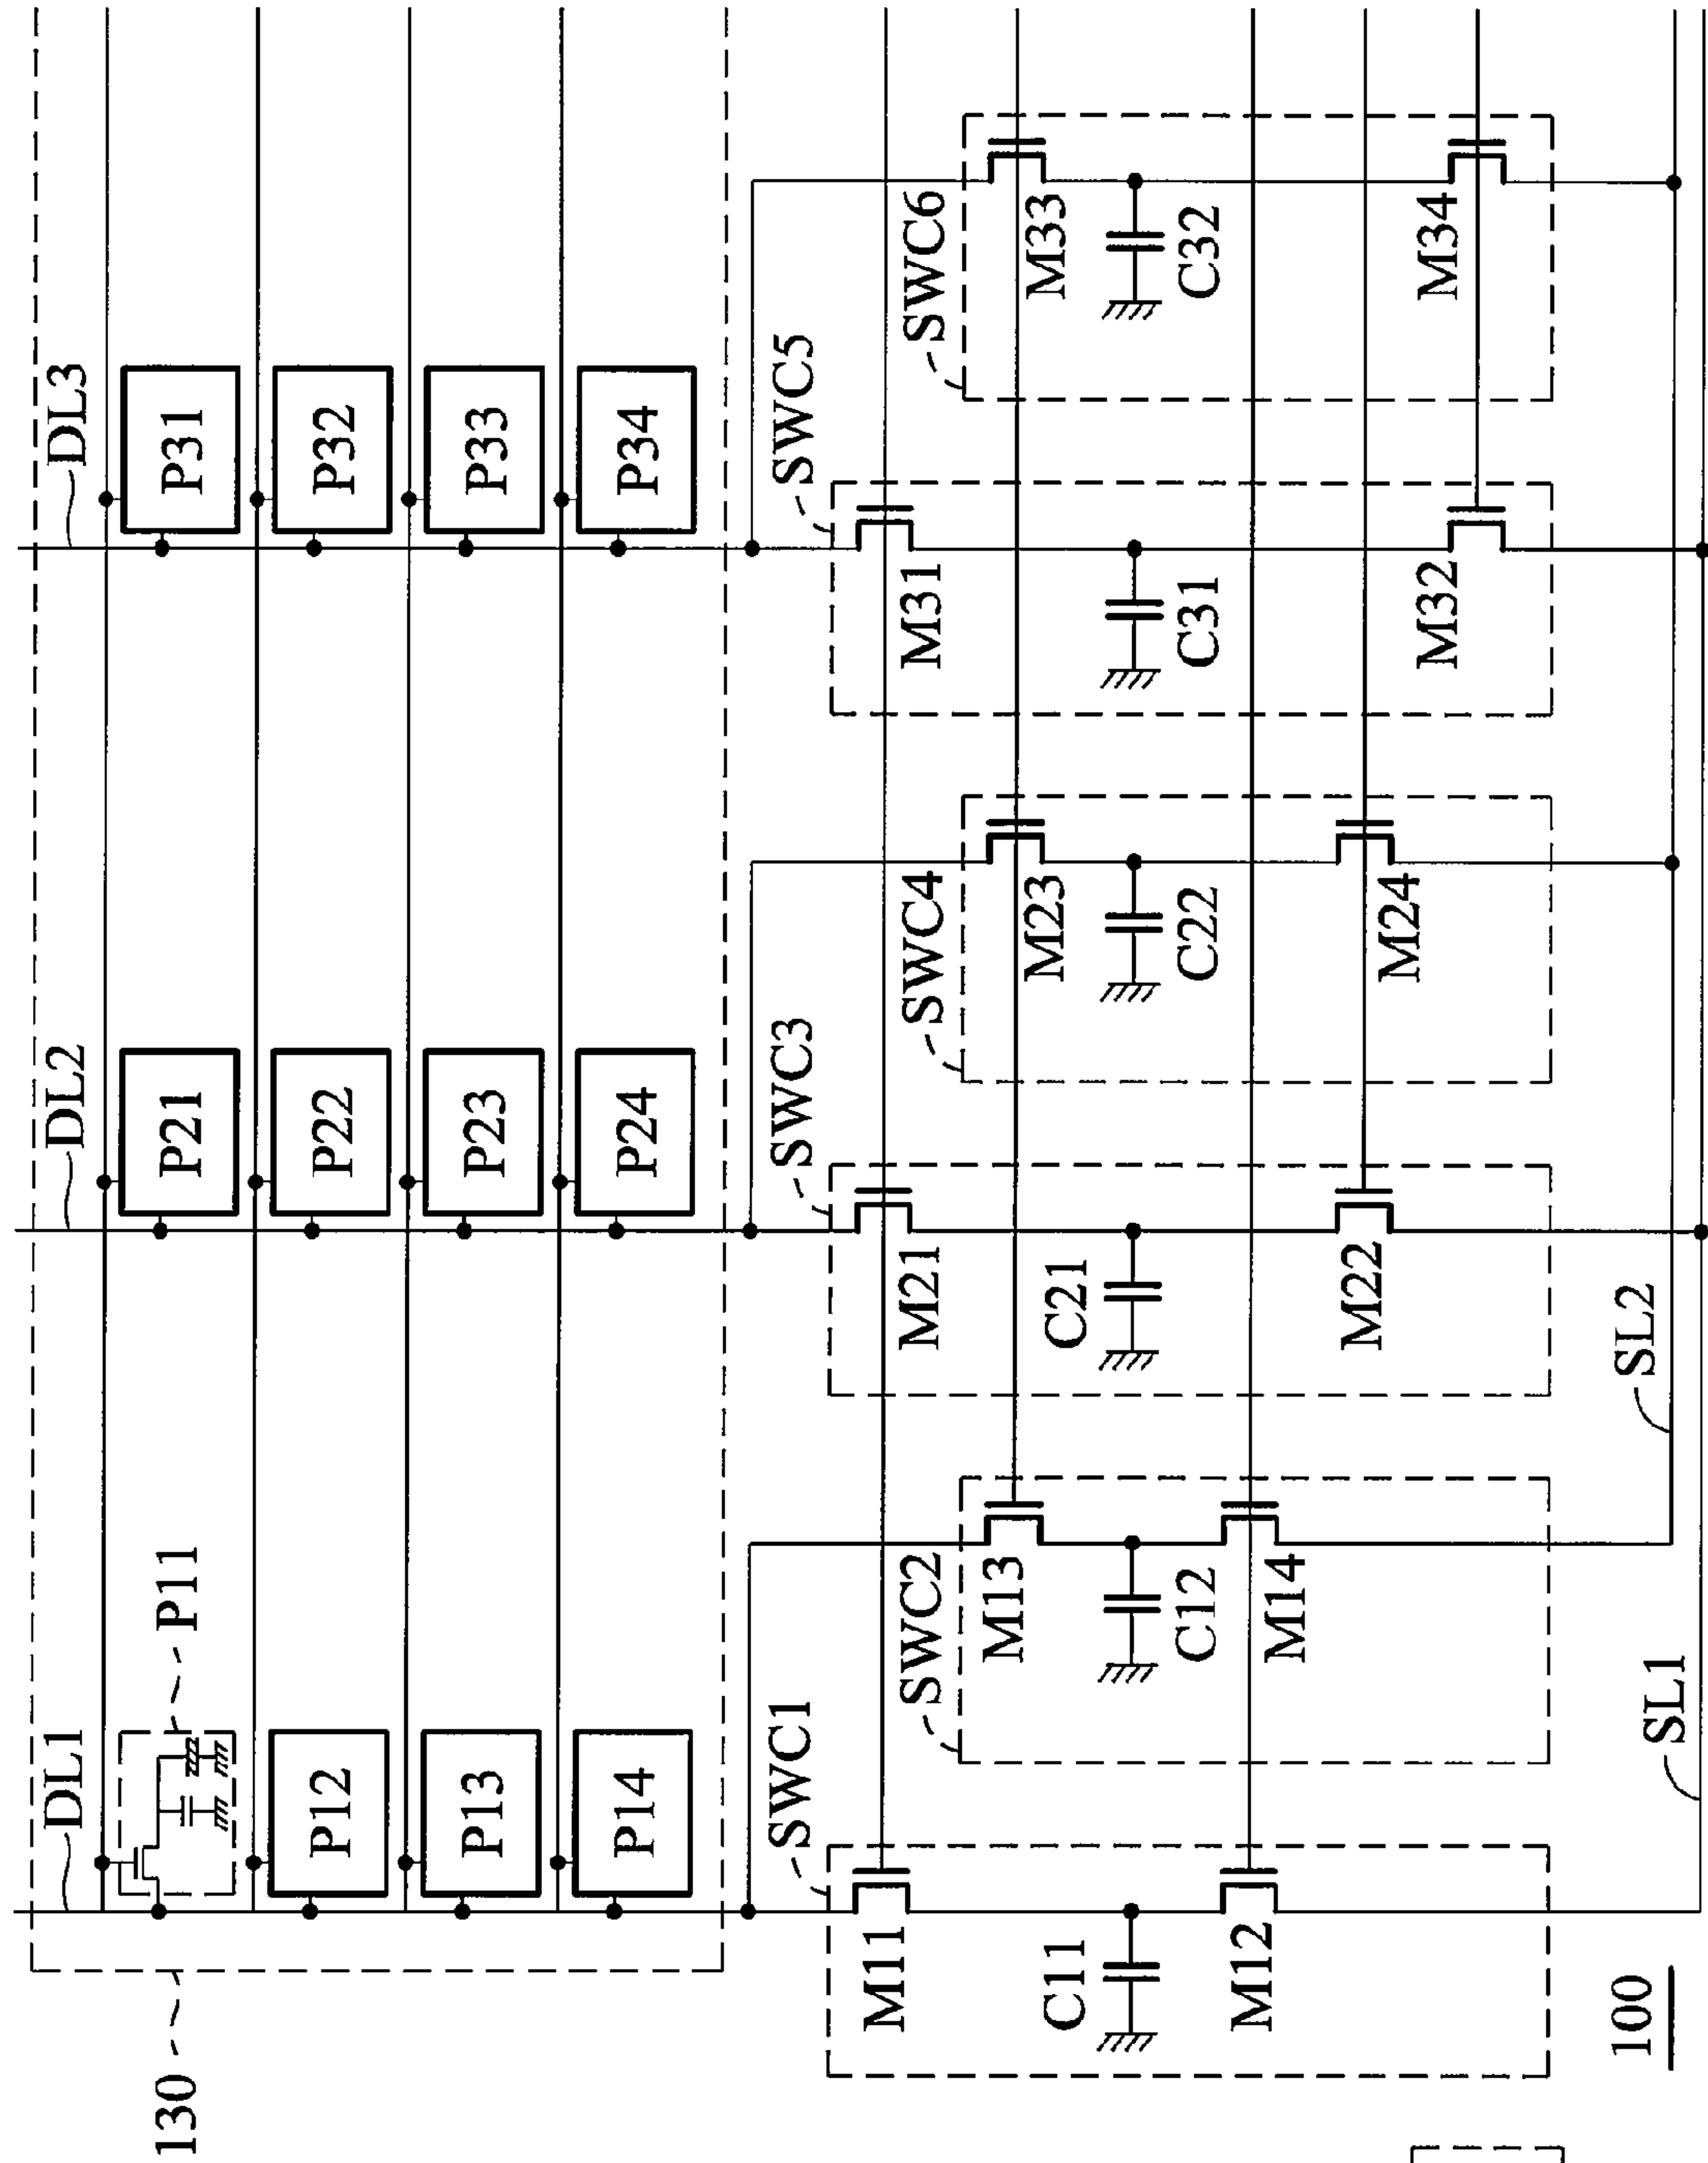 130
DL1
DL2
DL3
P11
P21
P31
P12
P22
P32
P13
P23
P33
P14
P24
P34
SWC1
SWC3
SWC5
SWC2
SWC4
SWC6
M11
M21
M31
M13
M23
M33
C11
C12
C21
C22
C31
C32
M12
M14
M22
M24
M32
M34
100
SL1
SL2